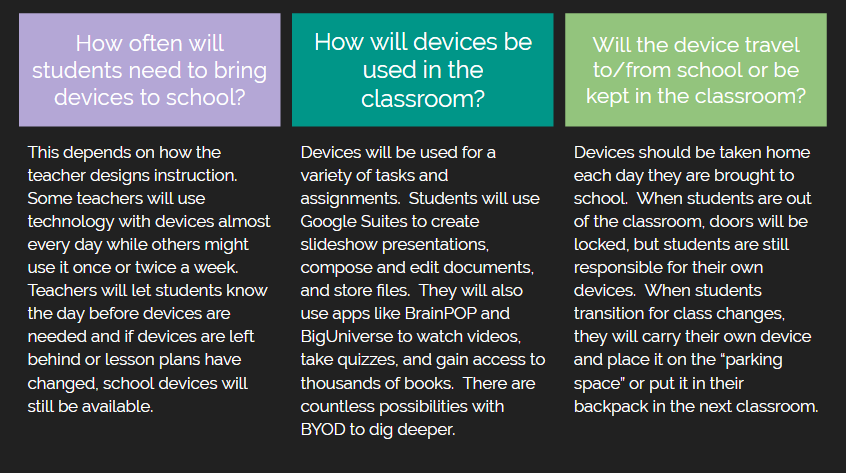 How often will
students need to bring
devices to school?
This depends on how the
teacher designs instruction.
Some teachers will use
technology with devices almost
every day while others might
use it once or twice a week.
Teachers will let students know
the day before devices are
needed and if devices are left
behind or lesson plans have
changed, school devices will
still be available.
How will devices be
used in the
classroom?
Devices will be used for a
variety of tasks and
assignments.  Students will use
Google Suites to create
slideshow presentations,
compose and edit documents,
and store files.  They will also
use apps like BrainPOP and
BigUniverse to watch videos,
take quizzes, and gain access to
thousands of books.  There are
countless possibilities with
BYOD to dig deeper.
Will the device travel
to/from school or be
kept in the classroom?
Devices should be taken home
each day they are brought to
school.  When students are out
of the classroom, doors will be
locked, but students are still
responsible for their own
devices.  When students
transition for class changes,
they will carry their own device
and place it on the “parking
space” or put it in their
backpack in the next classroom.